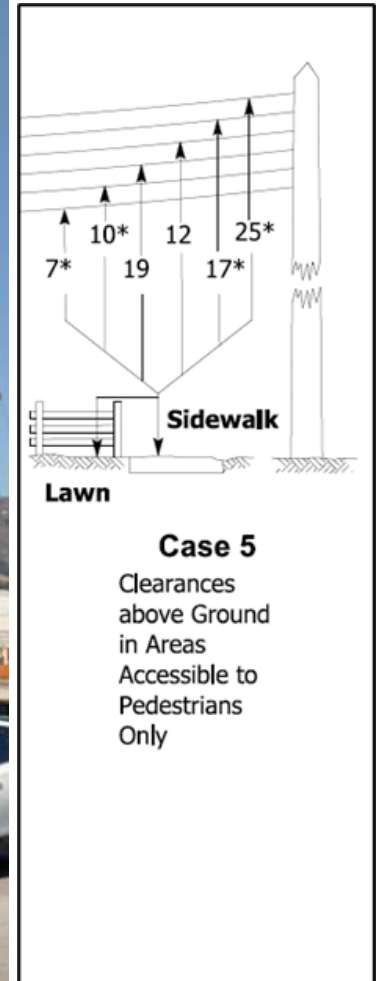 25*
12
17*
10*
19
7*
Sidewalk
Lawn
Case 5
Clearances
above Ground
in Areas
Accessible to
Pedestrians
Only